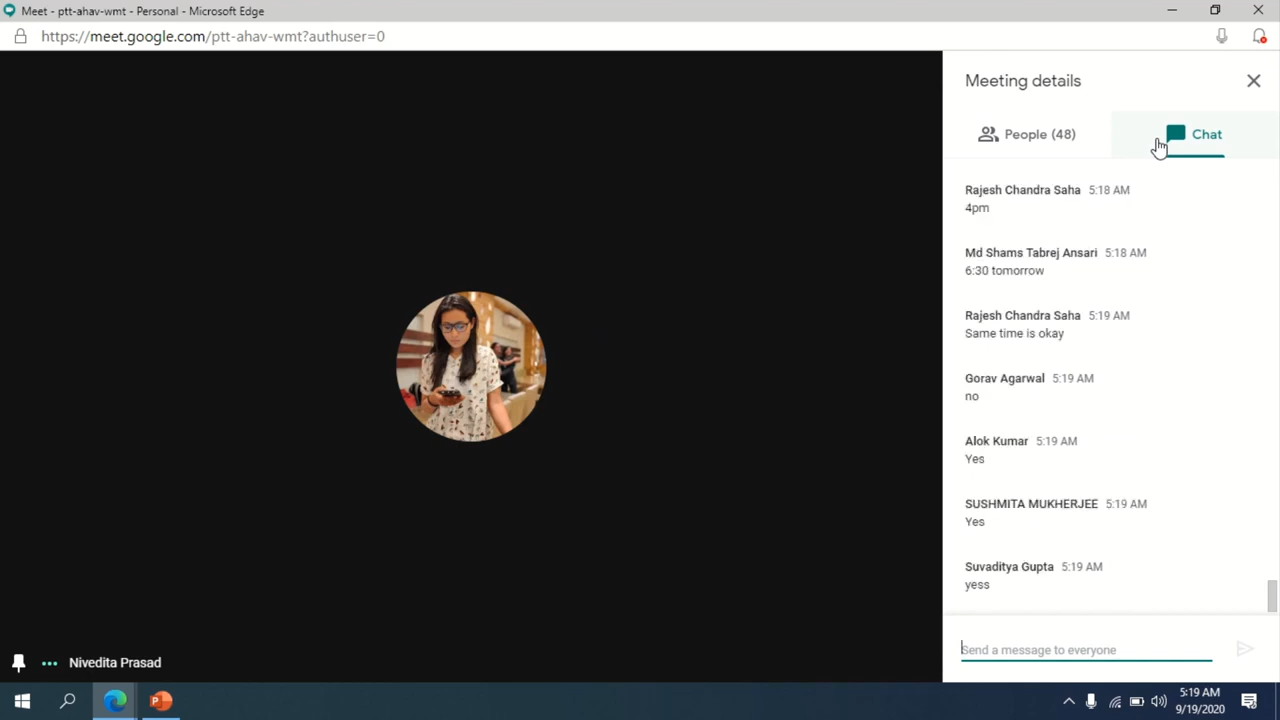 Meet - ptt-ahav-wmt - Personal - Microsoft Edge
https://meet.google.com/ptt-ahav-wmt?authuser=0
Meeting details
People (48)
Chat
Rajesh Chandra Saha 5:18 AM
4pm
Md Shams Tabrej Ansari 5:18 AM
6:30 tomorrow
Rajesh Chandra Saha 5:19 AM
Same time is okay
Gorav Agarwal 5:19 AM
no
Alok Kumar 5:19 AM
Yes
SUSHMITA MUKHERJEE 5:19 AM
Yes
Suvaditya Gupta 5:19 AM
yess
Send a message to everyone
Nivedita Prasad
5:19 AM
9/19/2020